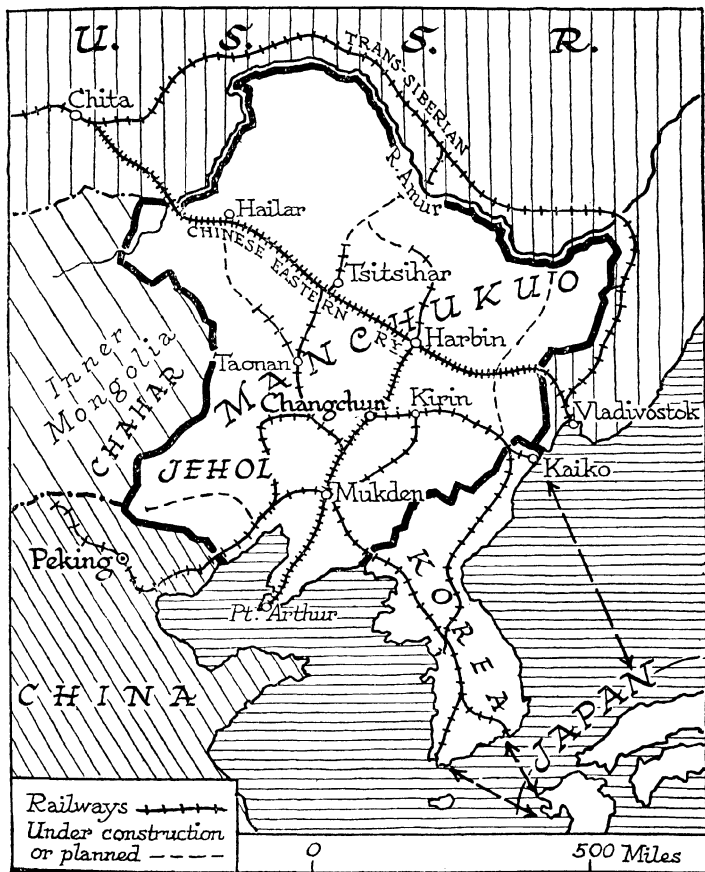 U. S. S. R.
TRANS-SIBERIAN
Chita
R. Amur
Hailar
CHINESE EASTERN RY.
Tsitsihar
MANCHUKUO
Harbin
Inner
Mongolia
CHAHAR
Taonan
Changchun
Kirin
Vladivostok
JEHOL
Kaiko
Mukden
Peking
KOREA
Pt. Arthur
CHINA
JAPAN
Railways
Under construction
or planned
0 500 Miles